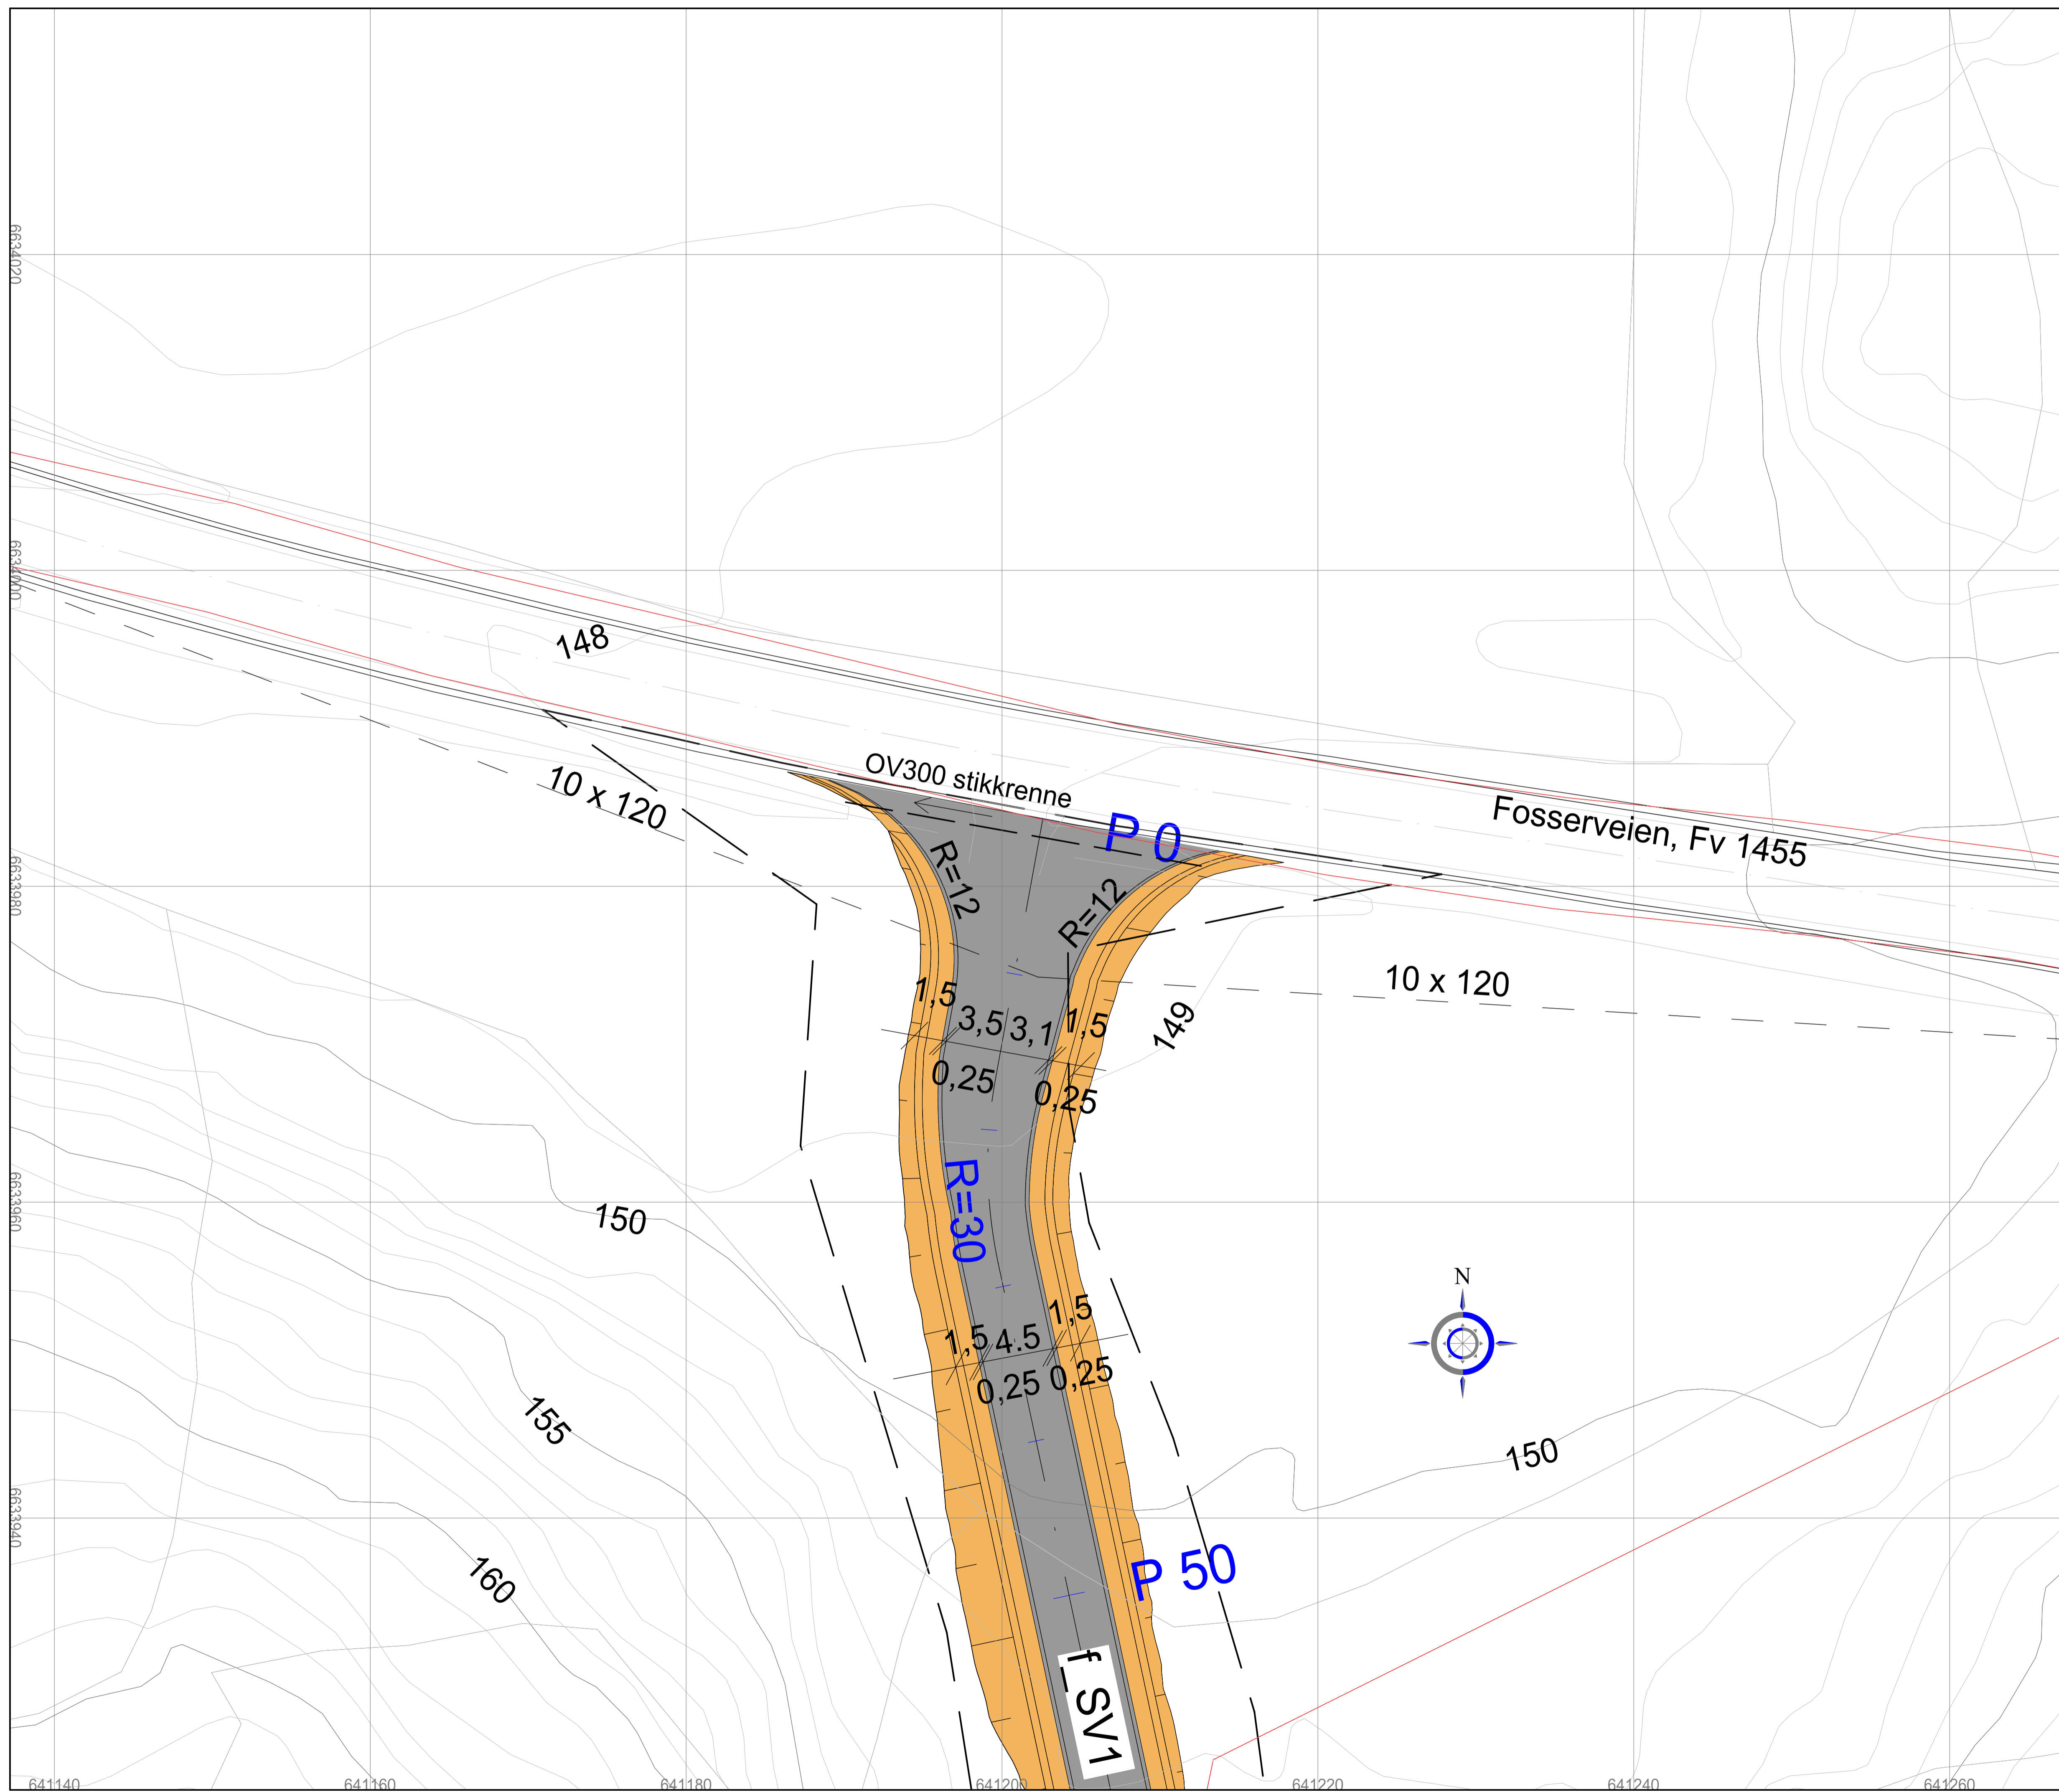 6634020
6634000
148
OV300 stikkrenne
10 x 120
P 0
Fosserveien, Fv 1455
6633980
R=12
R=12
10 x 120
1,5
3,5
3,1
1,5
149
0,25
0,25
6633960
R=30
150
N
1,5
1,5
4.5
0,25
0,25
155
150
6633940
160
P 50
f_SV1
641140
641160
641180
641200
641220
641240
641260